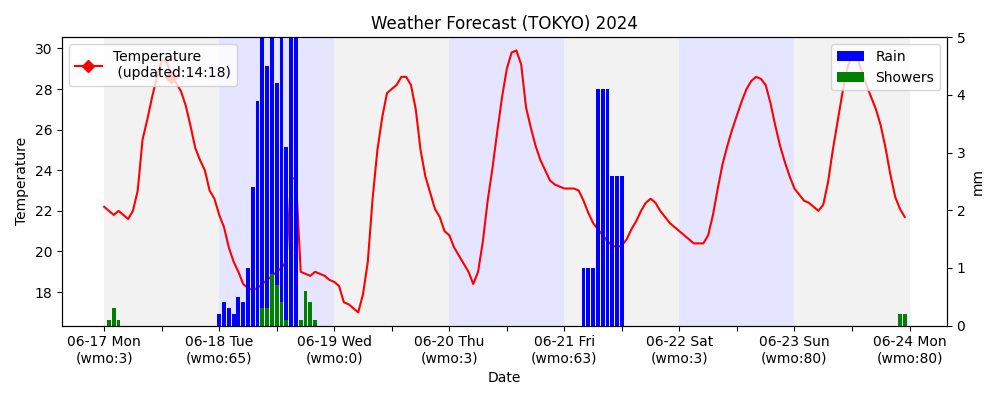 Weather Forecast (TOKYO) 2024
Temperature
(updated:14:18)
Rain
Showers
30
28
26
24
22
20
18
Temperature
5
4
3
2
1
0
mm
06-17 Mon
(wmo:3)
06-18 Tue
(wmo:65)
06-19 Wed
(wmo:0)
06-20 Thu
(wmo:3)
06-21 Fri
(wmo:63)
06-22 Sat
(wmo:3)
06-23 Sun
(wmo:80)
06-24 Mon
(wmo:80)
Date